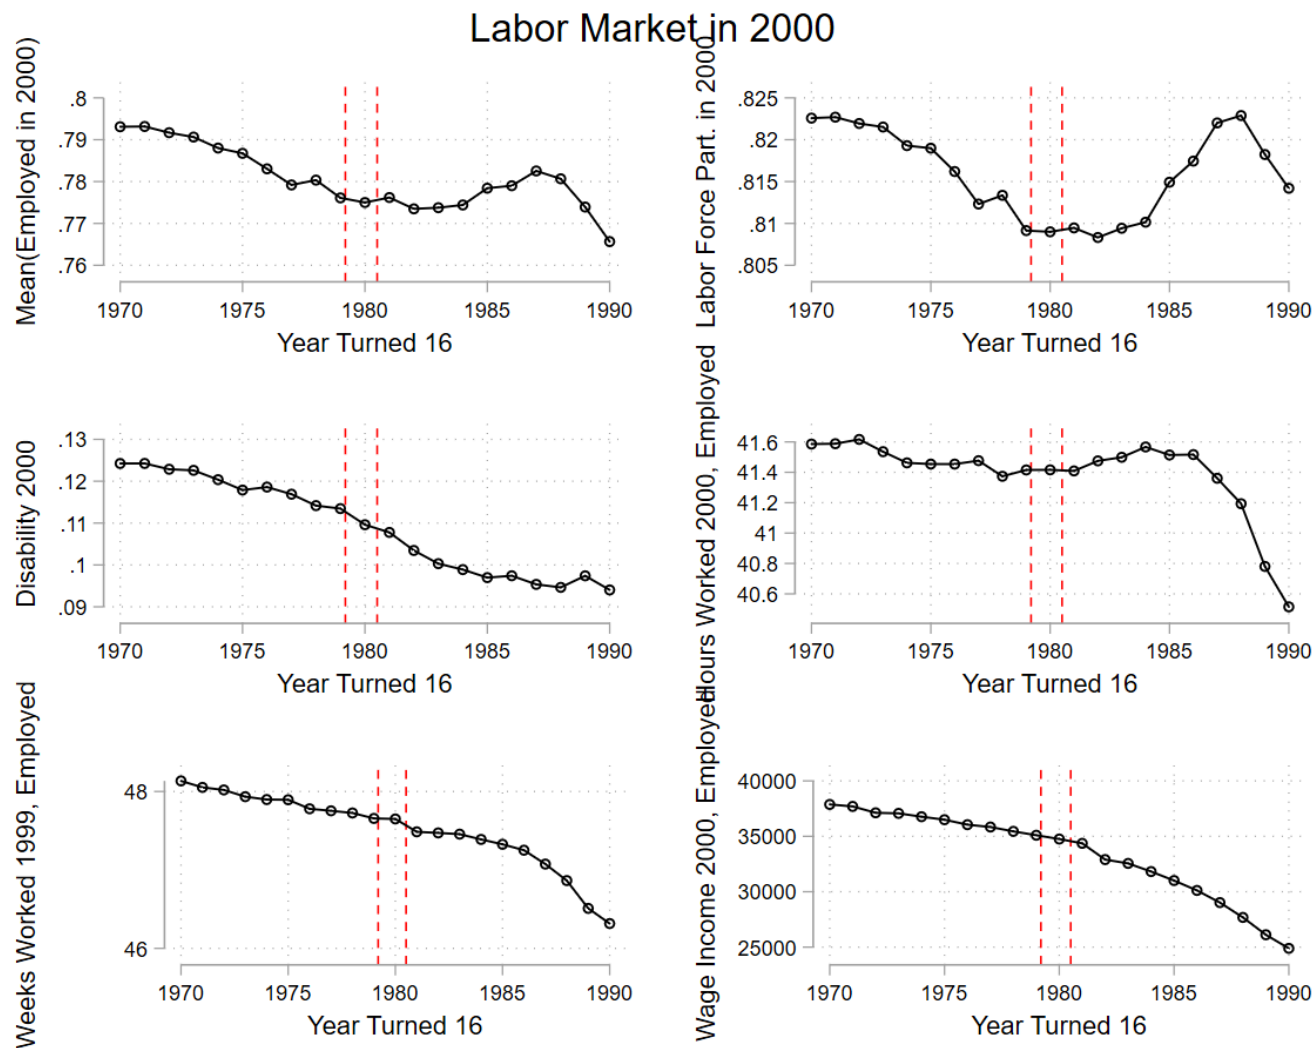 Labor Market in 2000
Mean(Employed in 2000)
.8
.79
.78
.77
.76
1970 1975 1980 1985 1990
Year Turned 16
Labor Force Part. in 2000
.825
.82
.815
.81
.805
1970 1975 1980 1985 1990
Year Turned 16
Disability 2000
.13
.12
.11
.1
.09
1970 1975 1980 1985 1990
Year Turned 16
Hours Worked 2000, Employed
41.6
41.4
41.2
41
40.8
40.6
1970 1975 1980 1985 1990
Year Turned 16
Weeks Worked 1999, Employed
48
46
1970 1975 1980 1985 1990
Year Turned 16
Wage Income 2000, Employed
40000
35000
30000
25000
1970 1975 1980 1985 1990
Year Turned 16